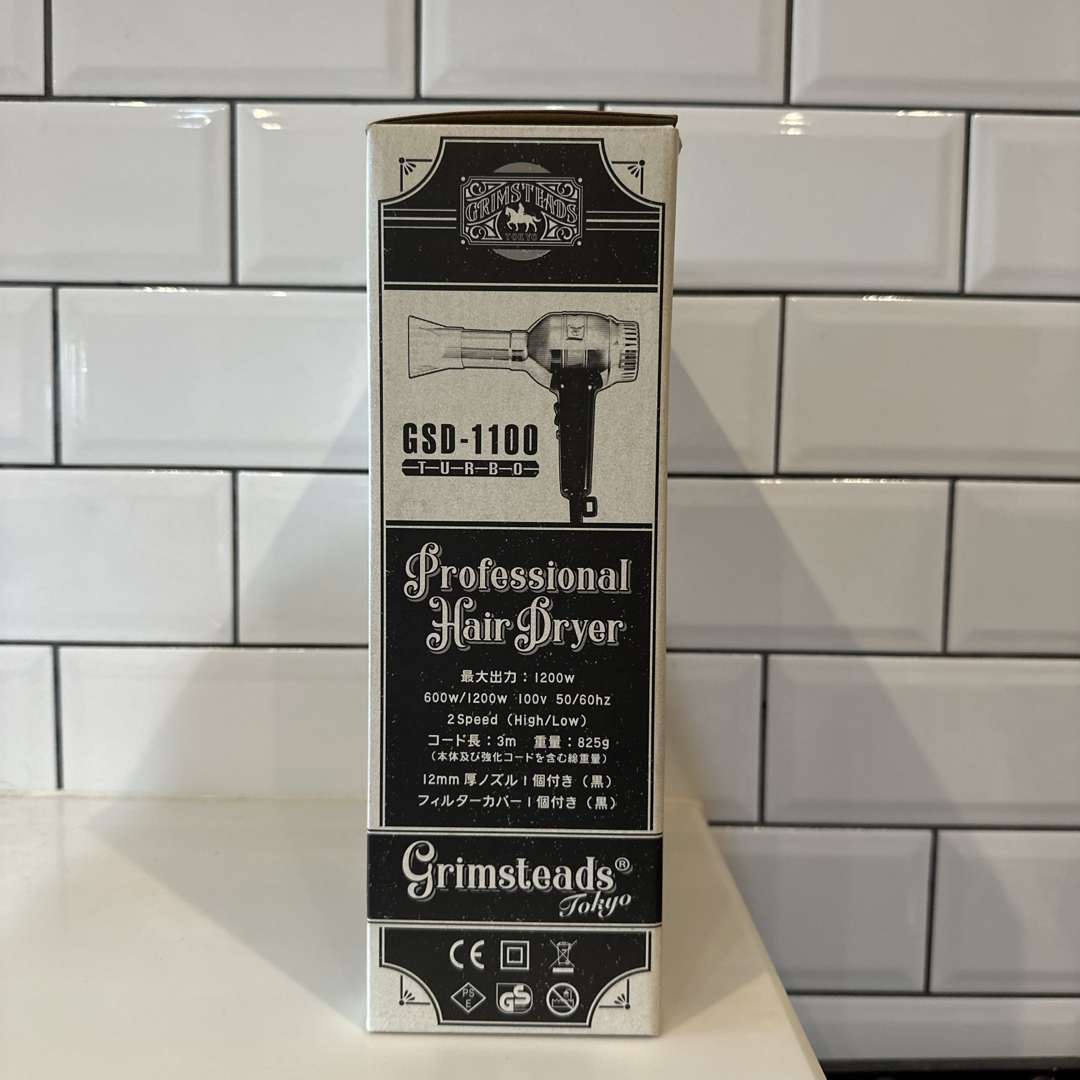 GRIMSTEADS
TOKYO
GSD-1100
TURBO
Professional
Hair Dryer
最大出力：1200w
600w/1200w 100v 50/60hz
2Speed（High/Low）
コード長：3m 重量：825g
（本体及び強化コードを含む総重量）
12mm 厚ノズル1個付き（黒）
フィルターカバー1個付き（黒）
Grimsteads®
Tokyo
CE
PS
E
GS